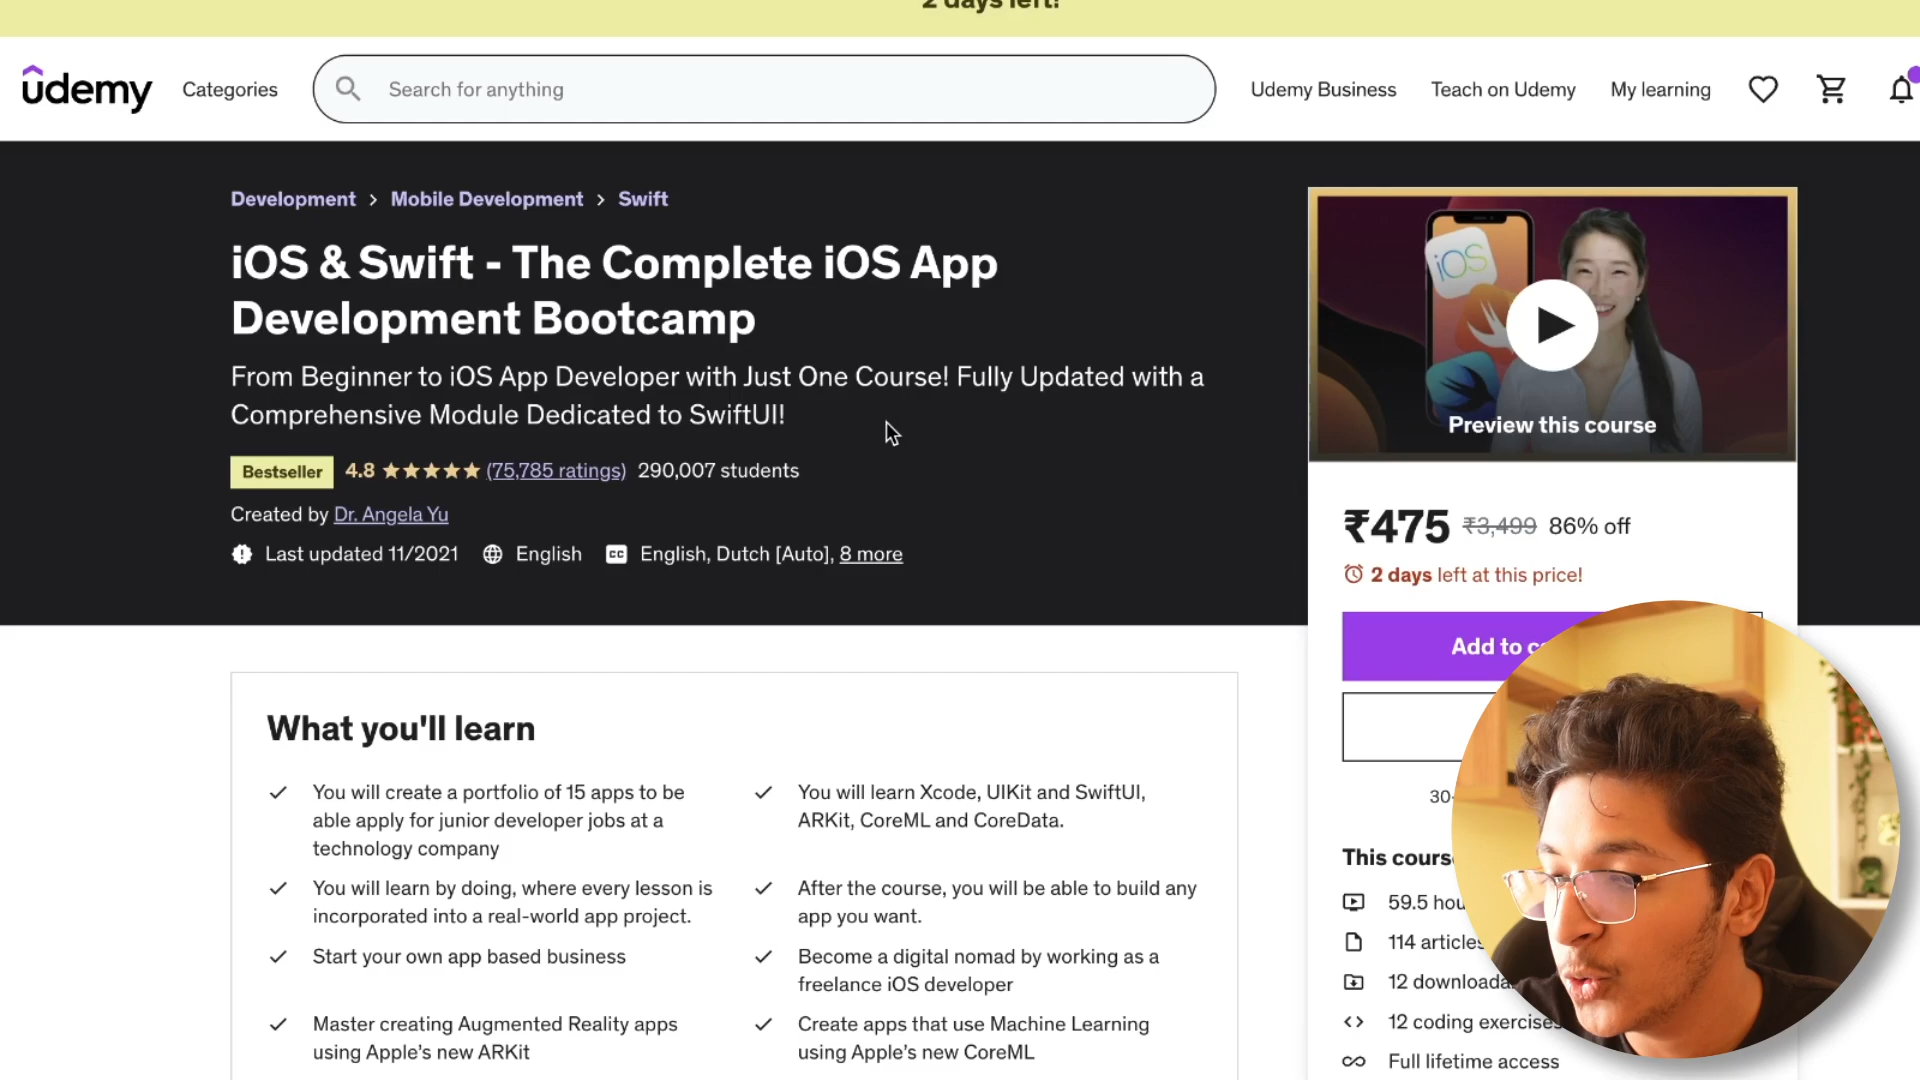 2 days left!
udemy
Categories
Search for anything
Udemy Business
Teach on Udemy
My learning
Development > Mobile Development > Swift
iOS & Swift - The Complete iOS App
Development Bootcamp
From Beginner to iOS App Developer with Just One Course! Fully Updated with a
Comprehensive Module Dedicated to SwiftUI!
Bestseller 4.8 (75,785 ratings) 290,007 students
Created by Dr. Angela Yu
Last updated 11/2021 English CC English, Dutch [Auto], 8 more
iOS
Preview this course
₹475 ₹3,499 86% off
2 days left at this price!
Add to
30-
This
59.5
114 articles
12
12 coding exercises
Full lifetime access
What you'll learn
You will create a portfolio of 15 apps to be
able apply for junior developer jobs at a
technology company
You will learn Xcode, UIKit and SwiftUI,
ARKit, CoreML and CoreData.
You will learn by doing, where every lesson is
incorporated into a real-world app project.
After the course, you will be able to build any
app you want.
Start your own app based business
Become a digital nomad by working as a
freelance iOS developer
Master creating Augmented Reality apps
using Apple's new ARKit
Create apps that use Machine Learning
using Apple's new CoreML